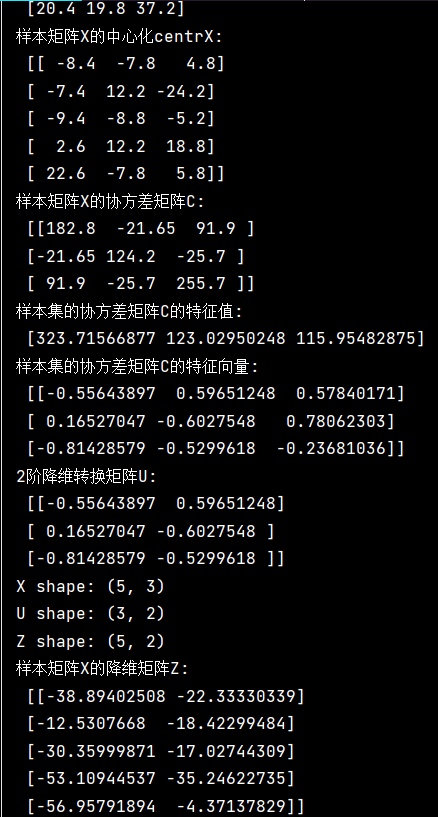 [20.4 19.8 37.2]
样本矩阵X的中心化centrX:
[[ -8.4  -7.8   4.8]
[ -7.4  12.2 -24.2]
[ -9.4  -8.8  -5.2]
[  2.6  12.2  18.8]
[ 22.6  -7.8   5.8]]
样本矩阵X的协方差矩阵C:
[[182.8  -21.65  91.9 ]
[-21.65 124.2  -25.7 ]
[ 91.9  -25.7  255.7 ]]
样本集的协方差矩阵C的特征值:
[323.71566877 123.02950248 115.95482875]
样本集的协方差矩阵C的特征向量:
[[-0.55643897  0.59651248  0.57840171]
[ 0.16527047 -0.6027548   0.78062303]
[-0.81428579 -0.5299618  -0.23681036]]
2阶降维转换矩阵U:
[[-0.55643897  0.59651248]
[ 0.16527047 -0.6027548 ]
[-0.81428579 -0.5299618 ]]
X shape: (5, 3)
U shape: (3, 2)
Z shape: (5, 2)
样本矩阵X的降维矩阵Z:
[[-38.89402508 -22.33330339]
[-12.5307668  -18.42299484]
[-30.35999871 -17.02744309]
[-53.10944537 -35.24622735]
[-56.95791894  -4.37137829]]